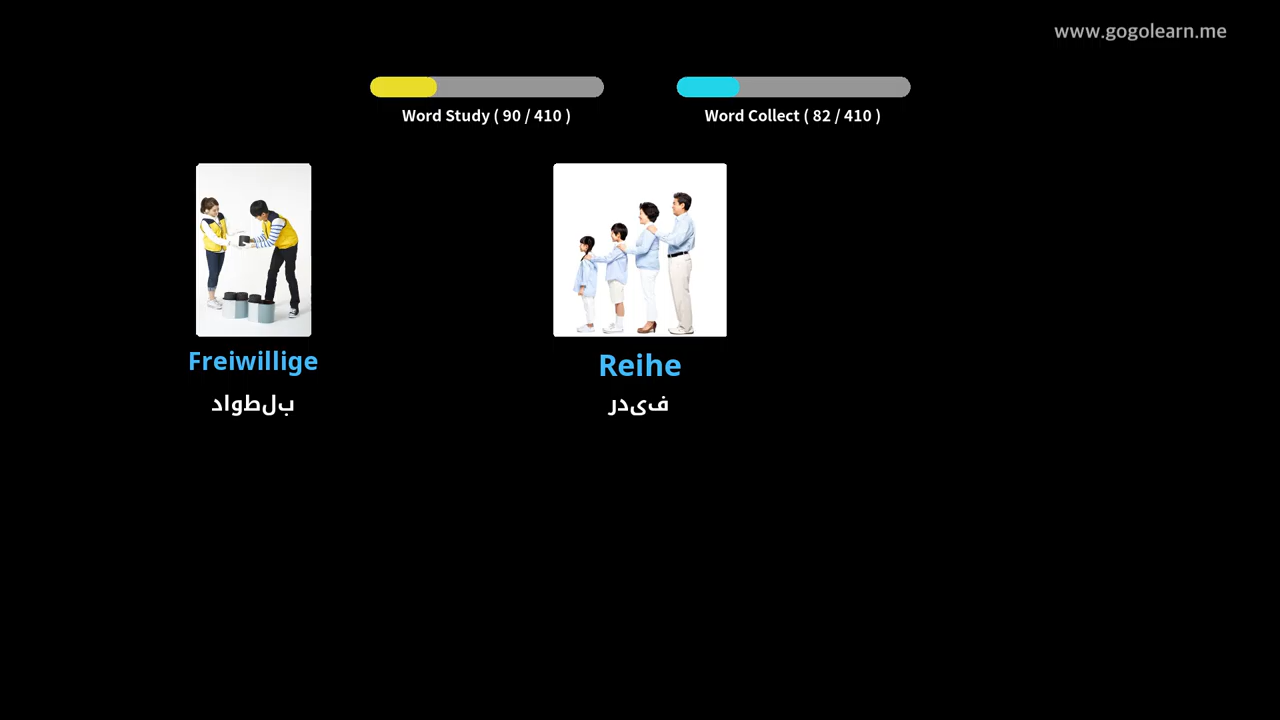 www.gogolearn.me
Word Study ( 90 / 410 )
Word Collect ( 82 / 410 )
Freiwillige
بلطواد
Reihe
فیدر